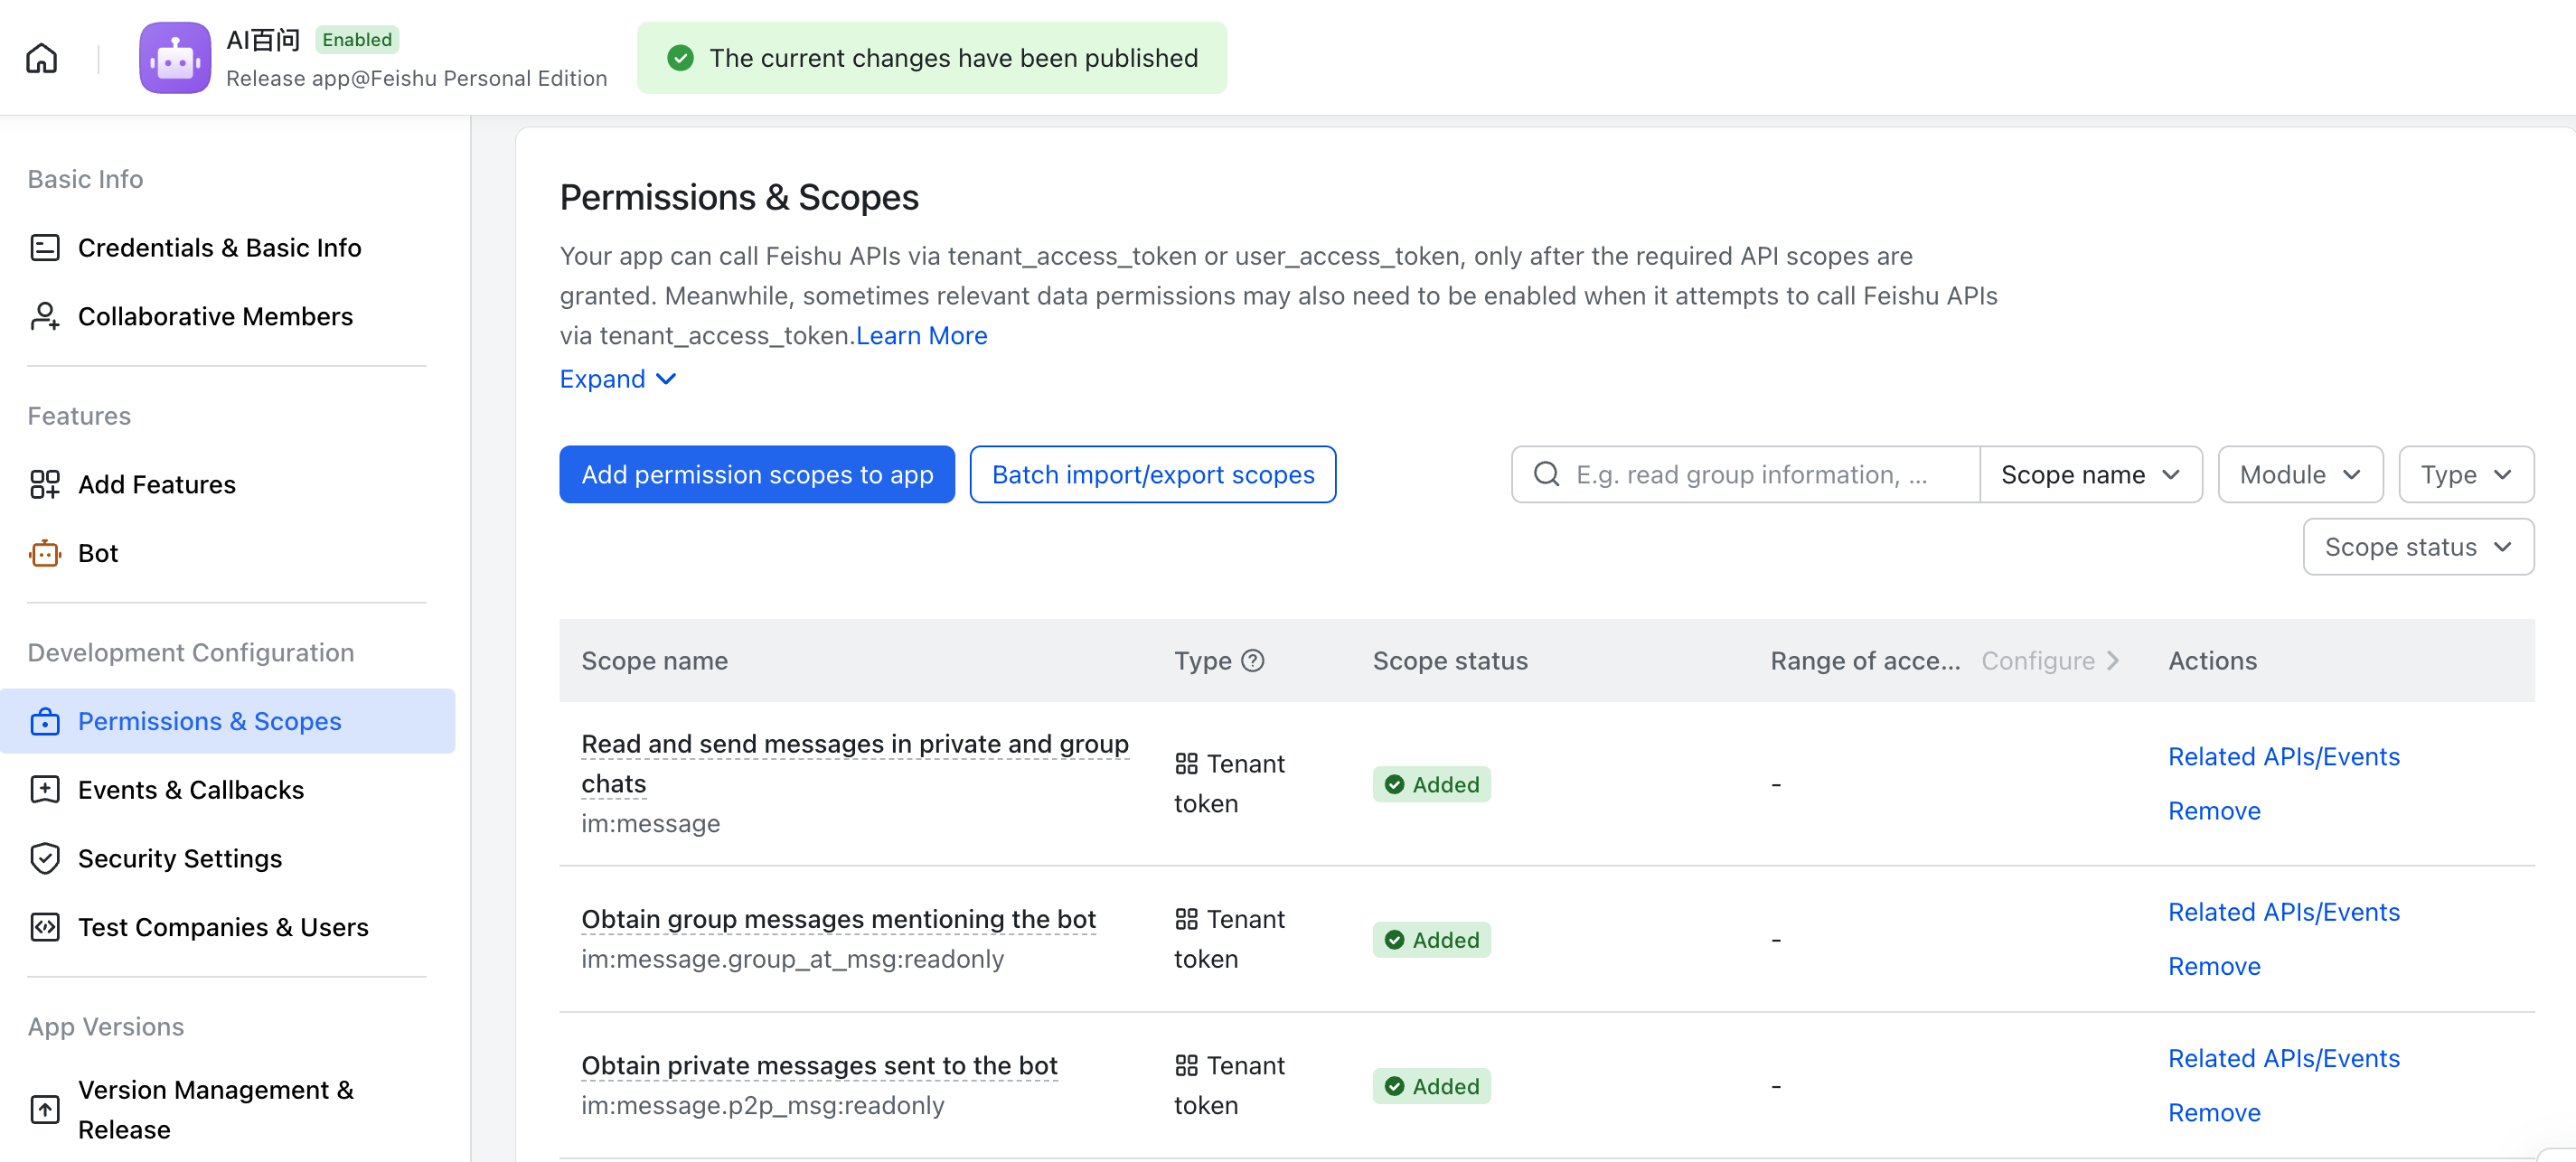 AI百问 Enabled
Release app@Feishu Personal Edition
The current changes have been published
Basic Info
Credentials & Basic Info
Collaborative Members
Features
Add Features
Bot
Development Configuration
Permissions & Scopes
Events & Callbacks
Security Settings
Test Companies & Users
App Versions
Version Management &
Release
Permissions & Scopes
Your app can call Feishu APIs via tenant_access_token or user_access_token, only after the required API scopes are
granted. Meanwhile, sometimes relevant data permissions may also need to be enabled when it attempts to call Feishu APIs
via tenant_access_token.Learn More
Expand
Add permission scopes to app Batch import/export scopes E.g. read group information, ... Scope name Module Type
Scope status
Scope name Type Scope status Range of acce... Configure Actions
Read and send messages in private and group
chats
im:message
Tenant
token
Added
-
Related APIs/Events
Remove
Obtain group messages mentioning the bot
im:message.group_at_msg:readonly
Tenant
token
Added
-
Related APIs/Events
Remove
Obtain private messages sent to the bot
im:message.p2p_msg:readonly
Tenant
token
Added
-
Related APIs/Events
Remove